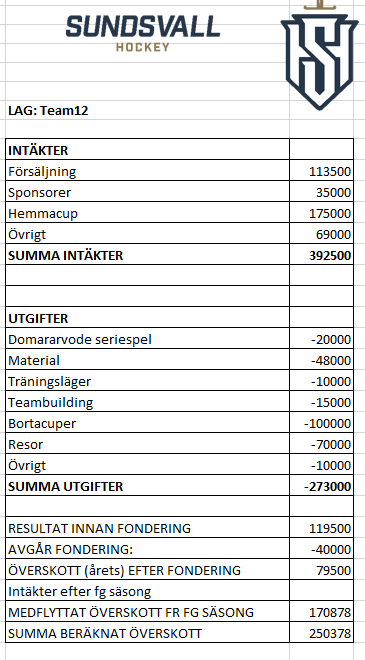 SUNDSVALL
HOCKEY
LAG: Team12
INTÄKTER
Försäljning 113500
Sponsorer 35000
Hemmacup 175000
Övrigt 69000
SUMMA INTÄKTER 392500
UTGIFTER
Domararvode seriespel -20000
Material -48000
Träningsläger -10000
Teambuilding -15000
Bortacuper -100000
Resor -70000
Övrigt -10000
SUMMA UTGIFTER -273000
RESULTAT INNAN FONDERING 119500
AVGÅR FONDERING: -40000
ÖVERSKOTT (årets) EFTER FONDERING 79500
Intäkter efter fg säsong
MEDFLYTTAT ÖVERSKOTT FR FG SÄSONG 170878
SUMMA BERÄKNAT ÖVERSKOTT 250378